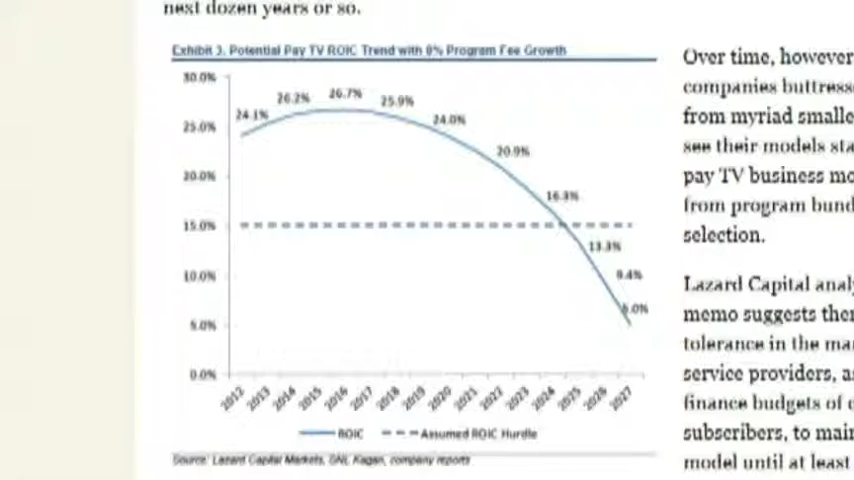 next dozen years or so.
Exhibit 3. Potential Pay TV ROIC Trend with 8% Program Fee Growth
30.0%
25.0%
20.0%
15.0%
10.0%
5.0%
0.0%
24.1%
26.2%
26.7%
25.9%
24.0%
20.9%
16.3%
13.3%
9.4%
2012 2013 2014 2015 2016 2017 2018 2019 2020 2021 2022 2023 2024 2025 2026 2027
ROIC Assumed ROIC Hurdle
Source: Lazard Capital Markets, SNL Kagan, company reports
Over time, however
companies buttress
from myriad smalle
see their models sta
pay TV business mo
from program bund
selection.
Lazard Capital anal
memo suggests ther
tolerance in the mar
service providers, a
finance budgets of c
subscribers, to main
model until at least